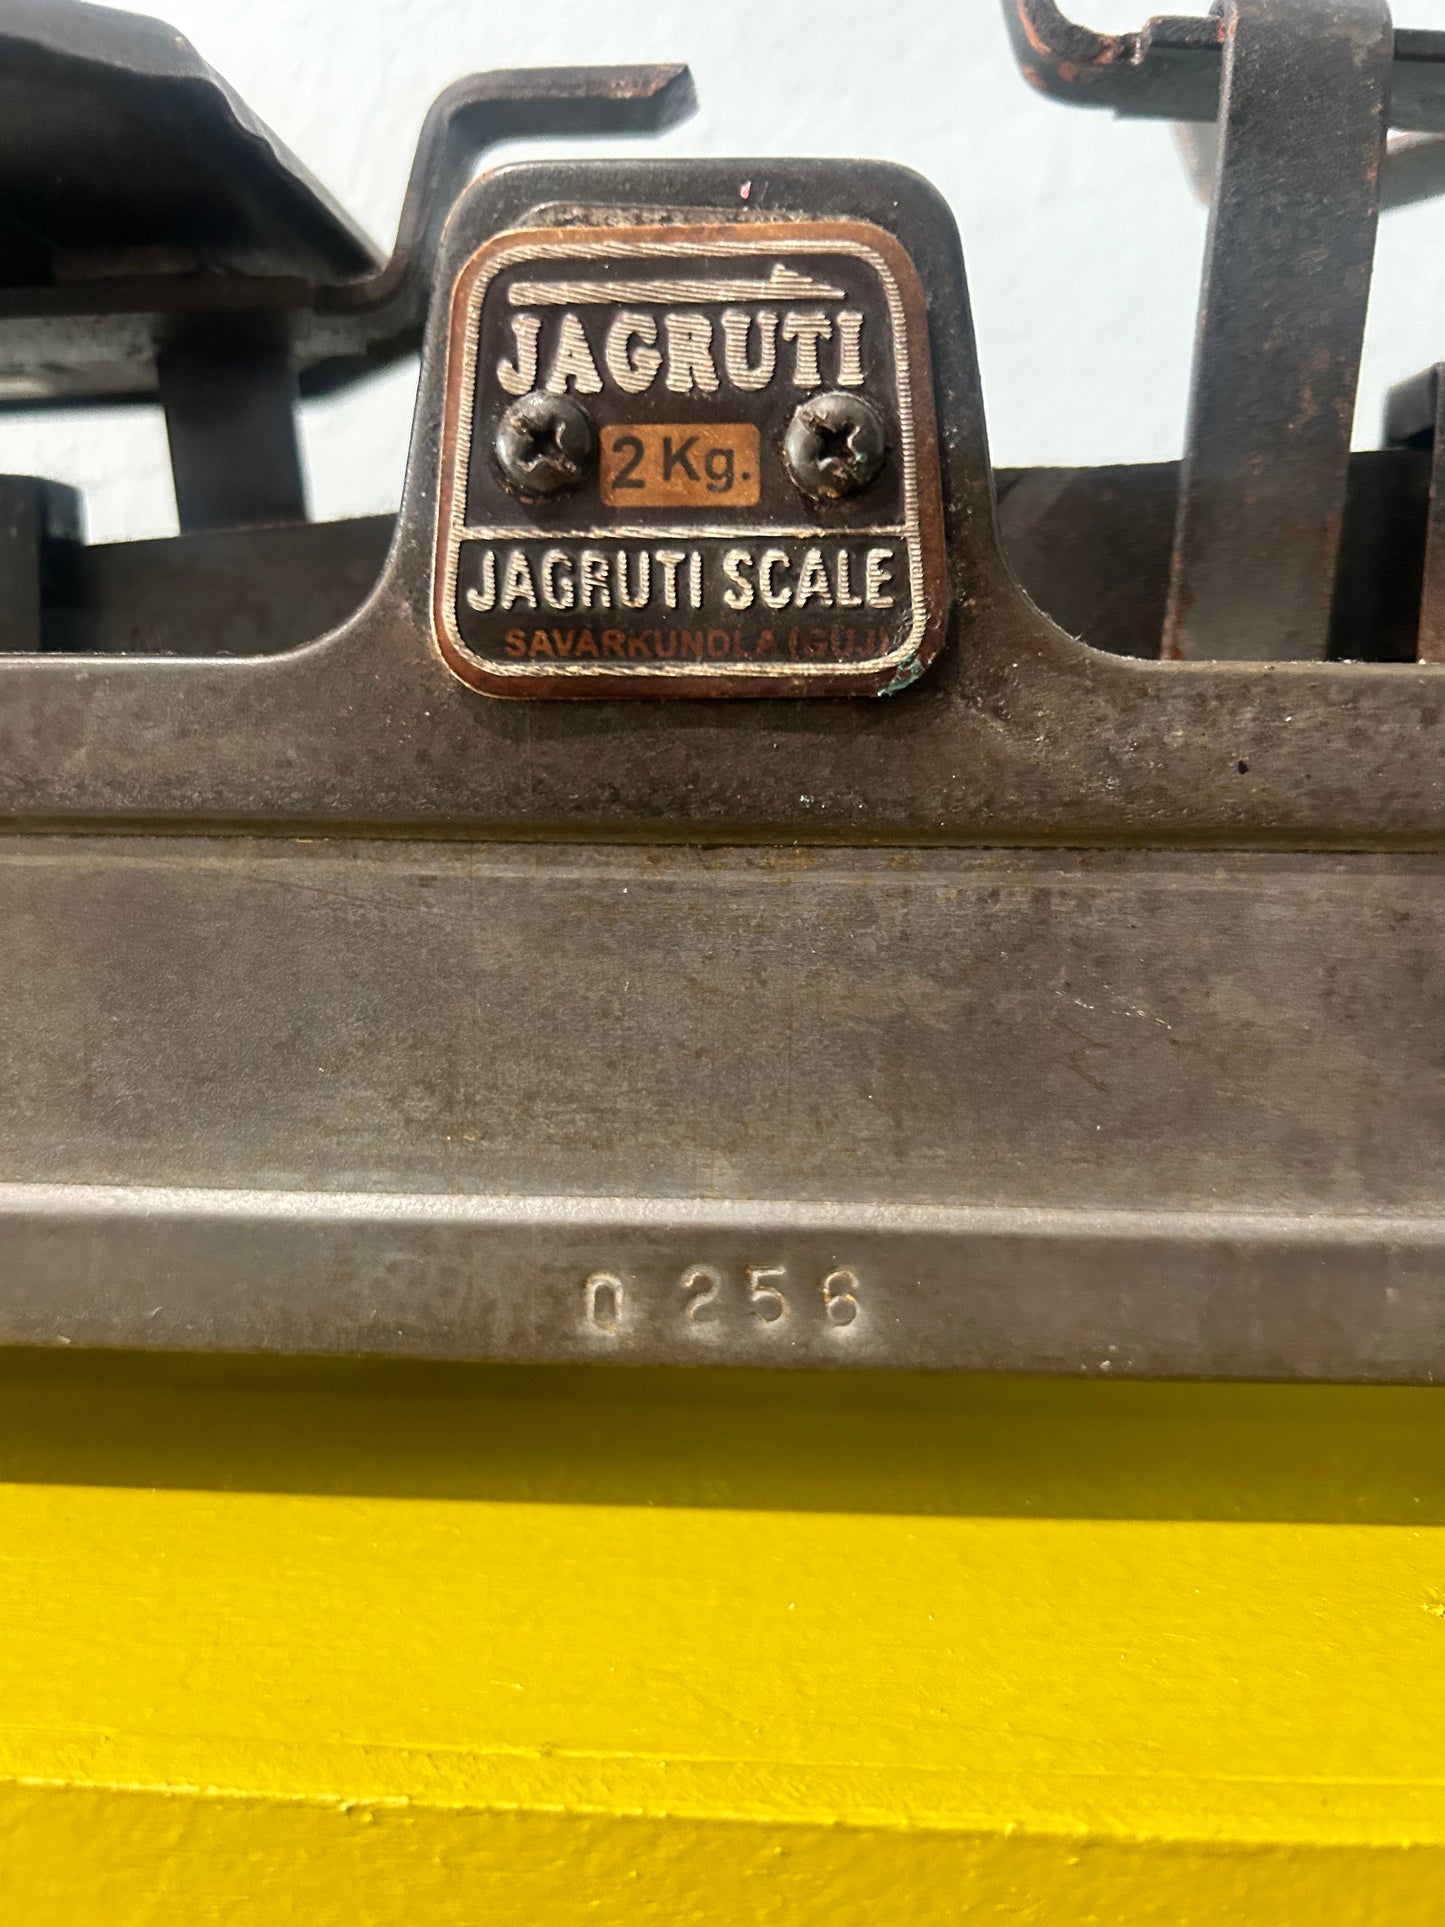 JAGRUTI
2 Kg.
JAGRUTI SCALE
SAVARKUNDLA (GUJ)
0 256